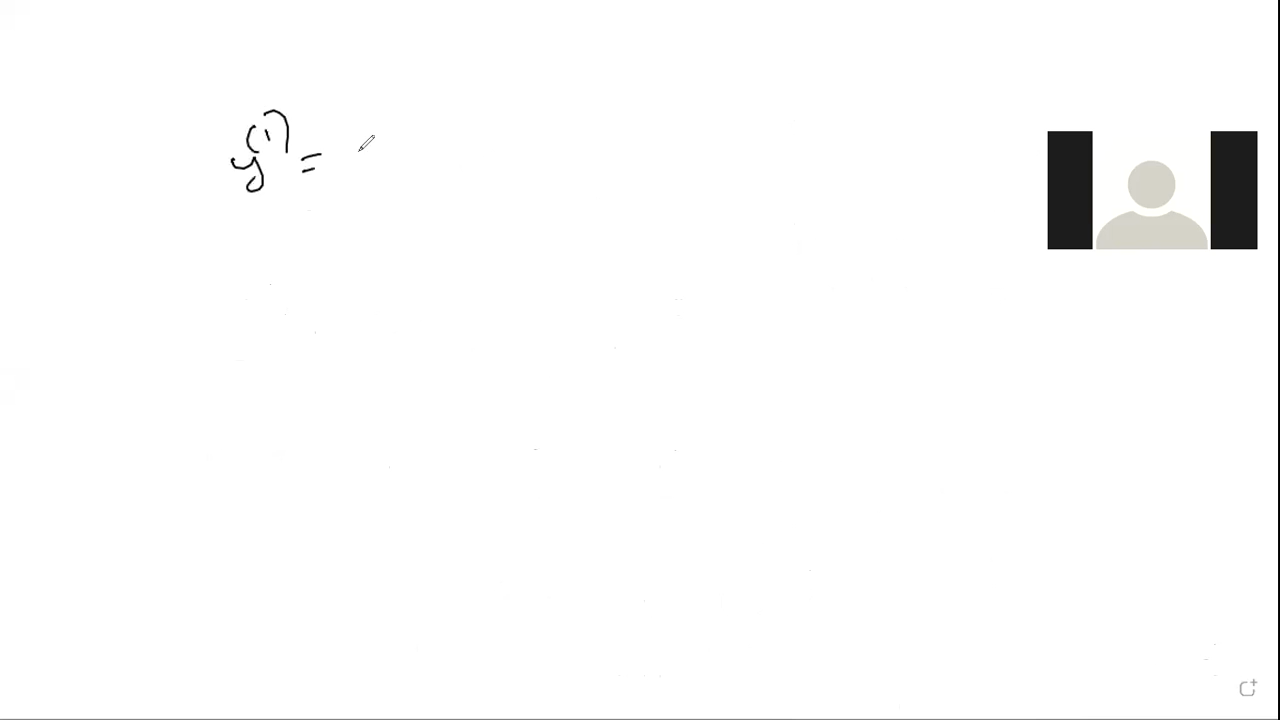 y⁽¹⁾ =